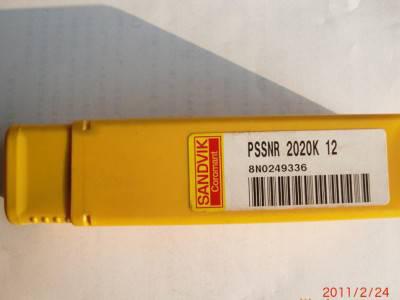 SANDVIK
Coromant
PSSNR 2020K 12
8N0249336
2011/2/24